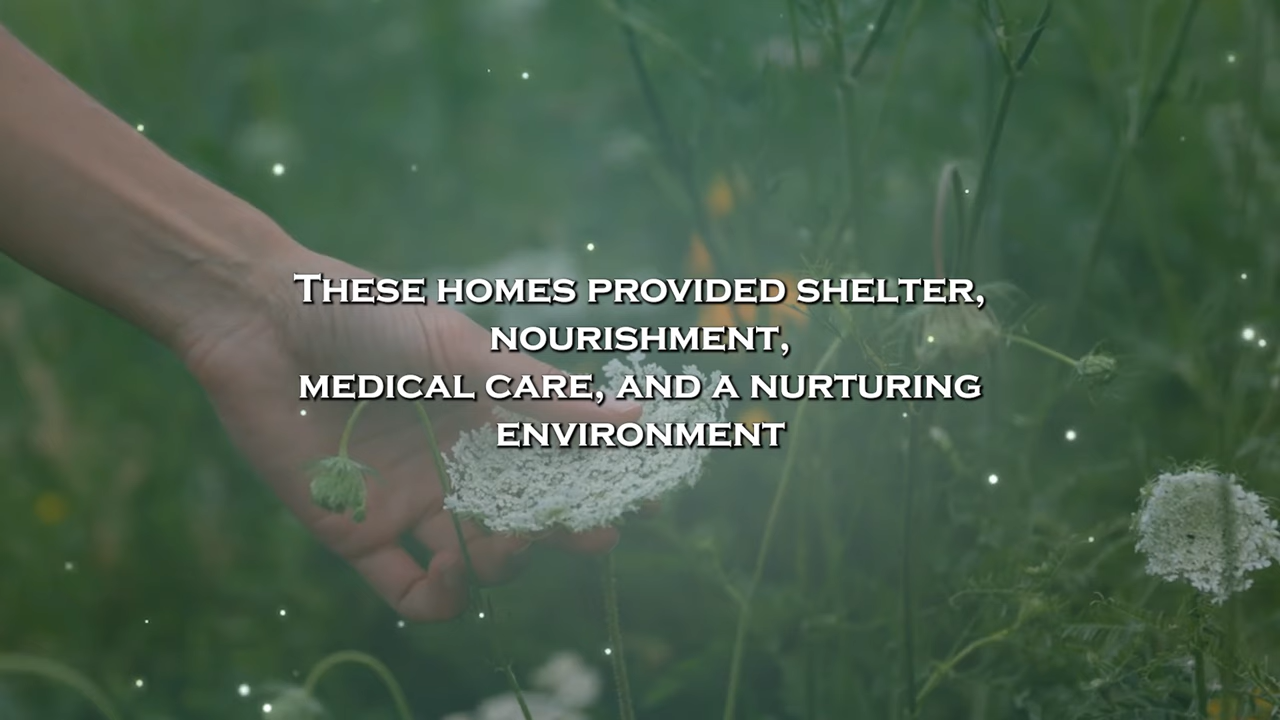 These homes provided shelter,
nourishment,
medical care, and a nurturing
environment